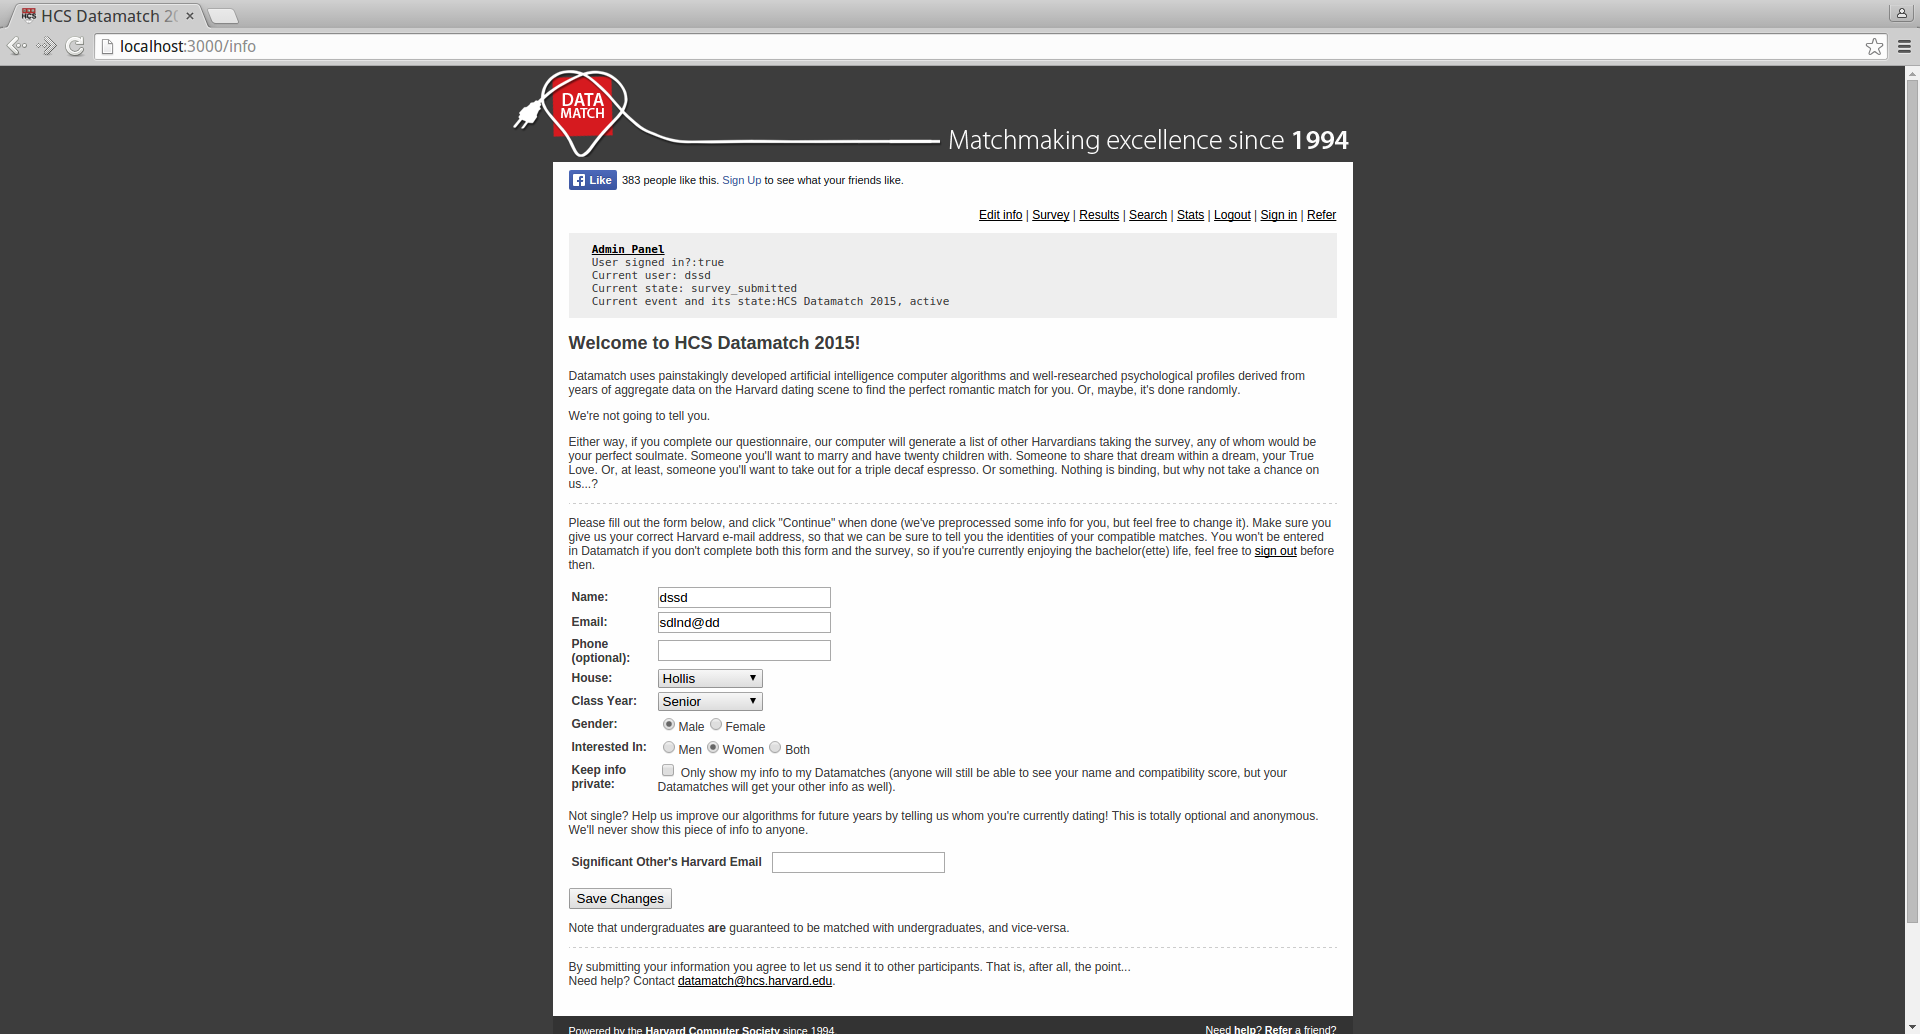 HCS Datamatch 20
localhost:3000/info
DATA
MATCH
Matchmaking excellence since 1994
Like 383 people like this. Sign Up to see what your friends like.
Edit info | Survey | Results | Search | Stats | Logout | Sign in | Refer
Admin Panel
User signed in?:true
Current user: dssd
Current state: survey_submitted
Current event and its state:HCS Datamatch 2015, active
Welcome to HCS Datamatch 2015!
Datamatch uses painstakingly developed artificial intelligence computer algorithms and well-researched psychological profiles derived from
years of aggregate data on the Harvard dating scene to find the perfect romantic match for you. Or, maybe, it's done randomly.
We're not going to tell you.
Either way, if you complete our questionnaire, our computer will generate a list of other Harvardians taking the survey, any of whom would be
your perfect soulmate. Someone you'll want to marry and have twenty children with. Someone to share that dream within a dream, your True
Love. Or, at least, someone you'll want to take out for a triple decaf espresso. Or something. Nothing is binding, but why not take a chance on
us...?
Please fill out the form below, and click "Continue" when done (we've preprocessed some info for you, but feel free to change it). Make sure you
give us your correct Harvard e-mail address, so that we can be sure to tell you the identities of your compatible matches. You won't be entered
in Datamatch if you don't complete both this form and the survey, so if you're currently enjoying the bachelor(ette) life, feel free to sign out before
then.
Name: dssd
Email: sdlnd@dd
Phone
(optional):
House: Hollis
Class Year: Senior
Gender: Male Female
Interested In: Men Women Both
Keep info
private:
Only show my info to my Datamatches (anyone will still be able to see your name and compatibility score, but your
Datamatches will get your other info as well).
Not single? Help us improve our algorithms for future years by telling us whom you're currently dating! This is totally optional and anonymous.
We'll never show this piece of info to anyone.
Significant Other's Harvard Email
Save Changes
Note that undergraduates are guaranteed to be matched with undergraduates, and vice-versa.
By submitting your information you agree to let us send it to other participants. That is, after all, the point...
Need help? Contact datamatch@hcs.harvard.edu.
Powered by the Harvard Computer Society since 1994.
Need help? Refer a friend?